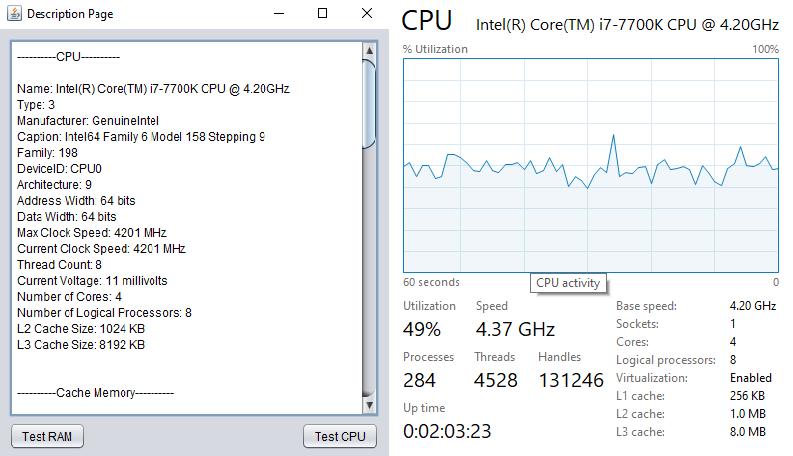 Description Page
----------CPU----------
Name: Intel(R) Core(TM) i7-7700K CPU @ 4.20GHz
Type: 3
Manufacturer: GenuineIntel
Caption: Intel64 Family 6 Model 158 Stepping 9
Family: 198
DeviceID: CPU0
Architecture: 9
Address Width: 64 bits
Data Width: 64 bits
Max Clock Speed: 4201 MHz
Current Clock Speed: 4201 MHz
Thread Count: 8
Current Voltage: 11 millivolts
Number of Cores: 4
Number of Logical Processors: 8
L2 Cache Size: 1024 KB
L3 Cache Size: 8192 KB
----------Cache Memory----------
Test RAM
Test CPU
CPU
Intel(R) Core(TM) i7-7700K CPU @ 4.20GHz
% Utilization
100%
60 seconds
0
CPU activity
Utilization
49%
Speed
4.37 GHz
Processes
284
Threads
4528
Handles
131246
Up time
0:02:03:23
Base speed: 4.20 GHz
Sockets: 1
Cores: 4
Logical processors: 8
Virtualization: Enabled
L1 cache: 256 KB
L2 cache: 1.0 MB
L3 cache: 8.0 MB